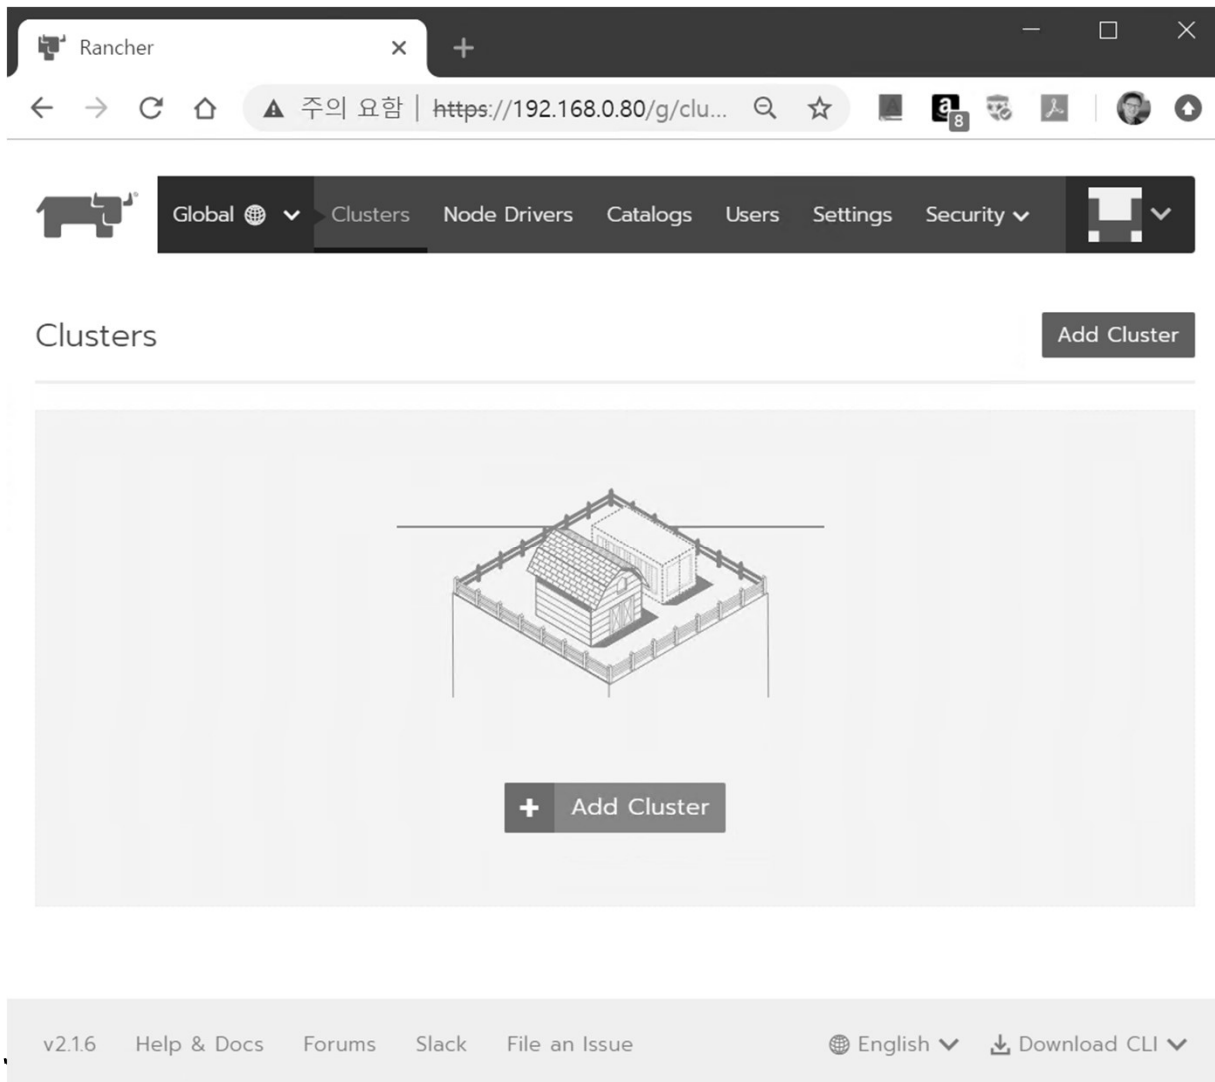 Rancher
주의 요함 | https://192.168.0.80/g/clu...
a 8
Global Clusters Node Drivers Catalogs Users Settings Security
Clusters Add Cluster
Add Cluster
v2.1.6 Help & Docs Forums Slack File an Issue English Download CLI